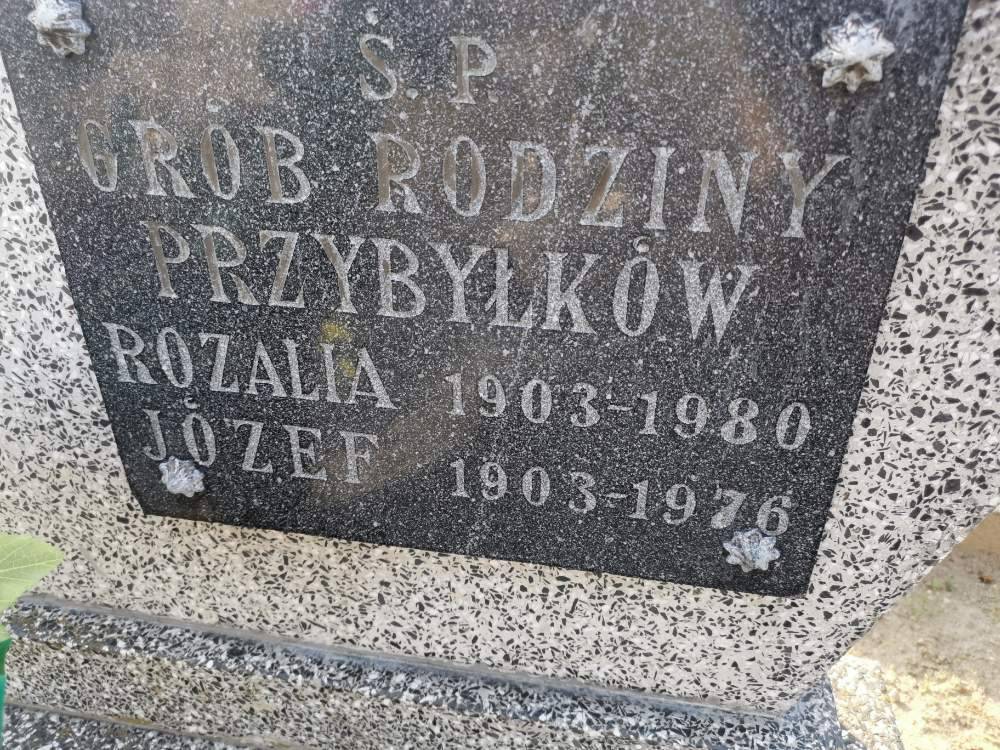 Ś. P.
GRÓB RODZINY
PRZYBYŁKÓW
ROZALIA 1903-1980
JÓZEF 1903-1976